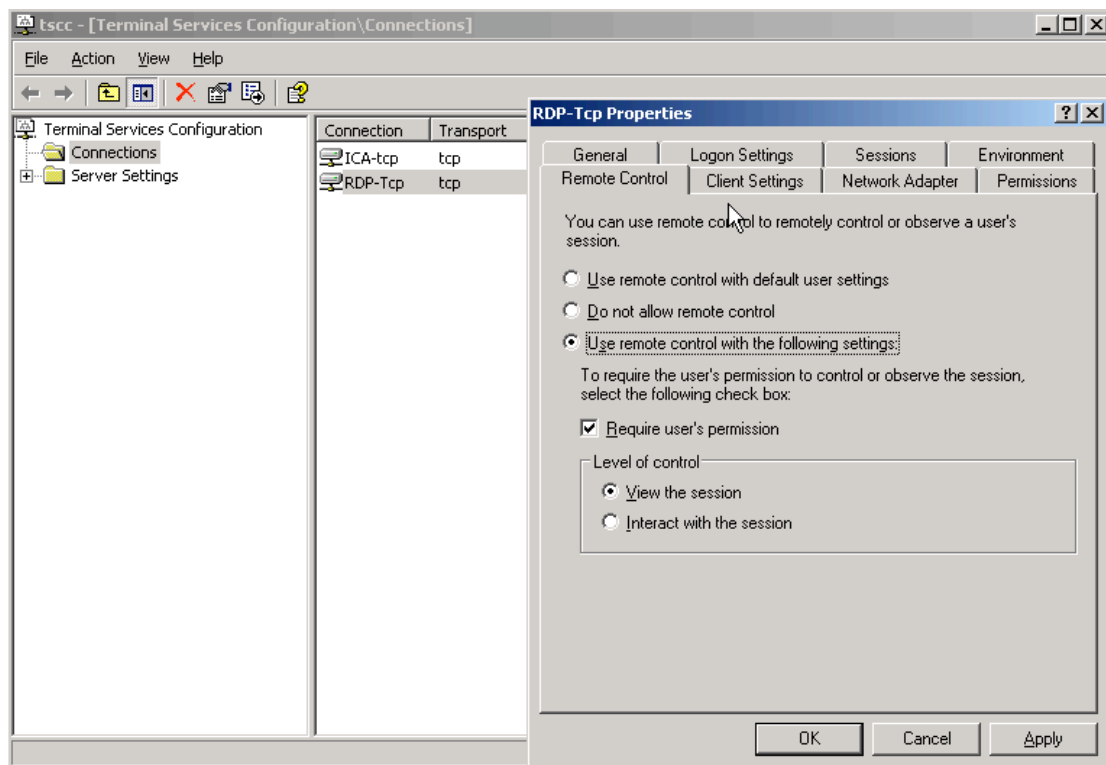 tscc - [Terminal Services Configuration\Connections]
File Action View Help
Terminal Services Configuration
Connections
Server Settings
Connection Transport
ICA-tcp tcp
RDP-Tcp tcp
RDP-Tcp Properties
General Logon Settings Sessions Environment
Remote Control Client Settings Network Adapter Permissions
You can use remote control to remotely control or observe a user's
session.
Use remote control with default user settings
Do not allow remote control
Use remote control with the following settings:
To require the user's permission to control or observe the session,
select the following check box:
Require user's permission
Level of control
View the session
Interact with the session
OK Cancel Apply